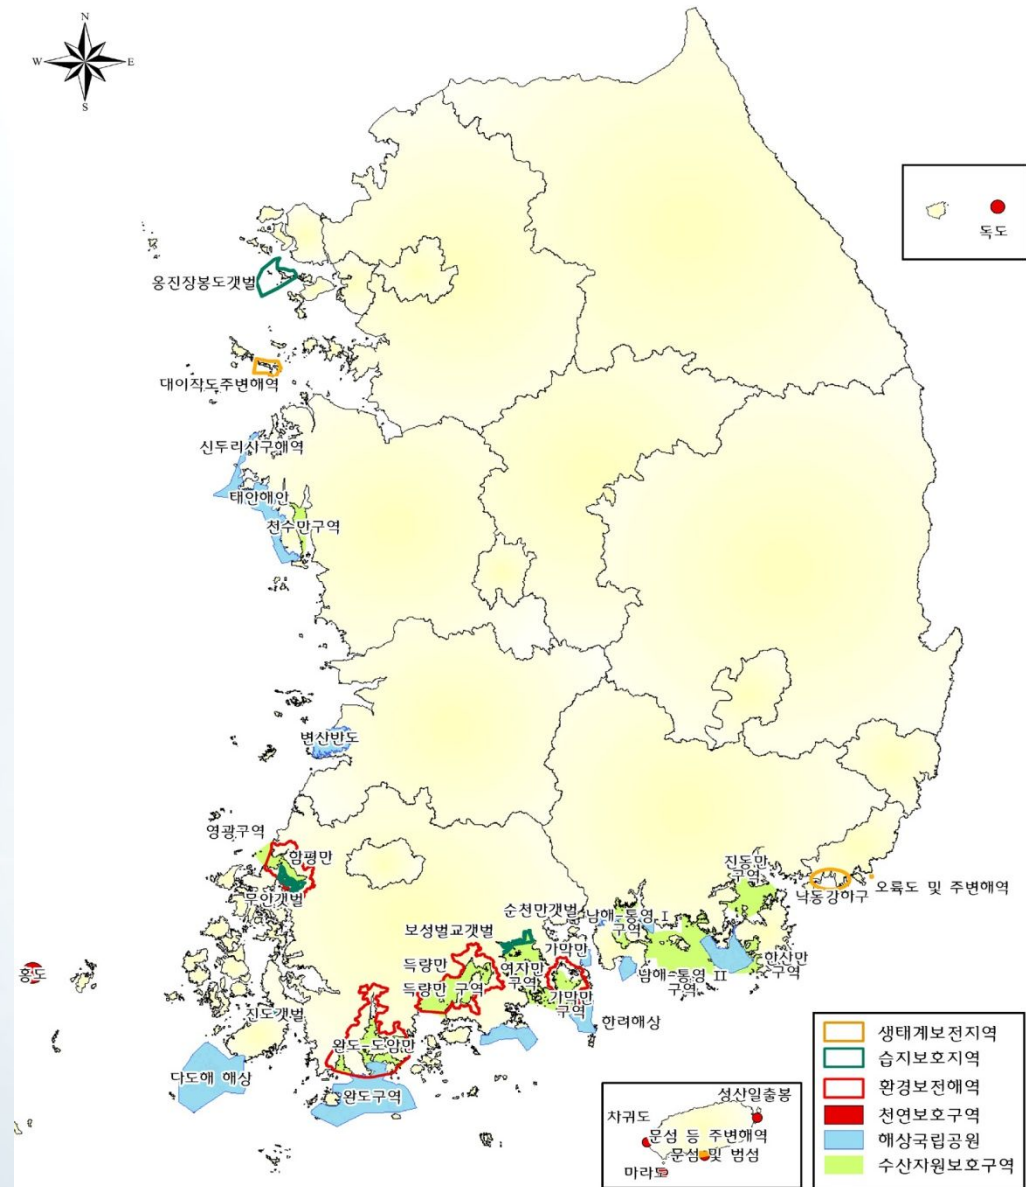 N
W E
S
독도
옹진장봉도갯벌
대이작도주변해역
신두리사구해역
태안해안
천수만구역
변산반도
영광구역
함평만
무안갯벌
진동만
구역
낙동강하구
오륙도 및 주변해역
순천만갯벌
남해-통영 I
구역
보성벌교갯벌
가막만
한산만
구역
득량만
여자만
구역
남해-통영 II
구역
홍도
득량만 구역
가막만
구역
진도갯벌
한려해상
완도-도암만
다도해 해상
완도구역
성산일출봉
차귀도
문섬 등 주변해역
문섬 및 범섬
마라도
생태계보전지역
습지보호지역
환경보전해역
천연보호구역
해상국립공원
수산자원보호구역